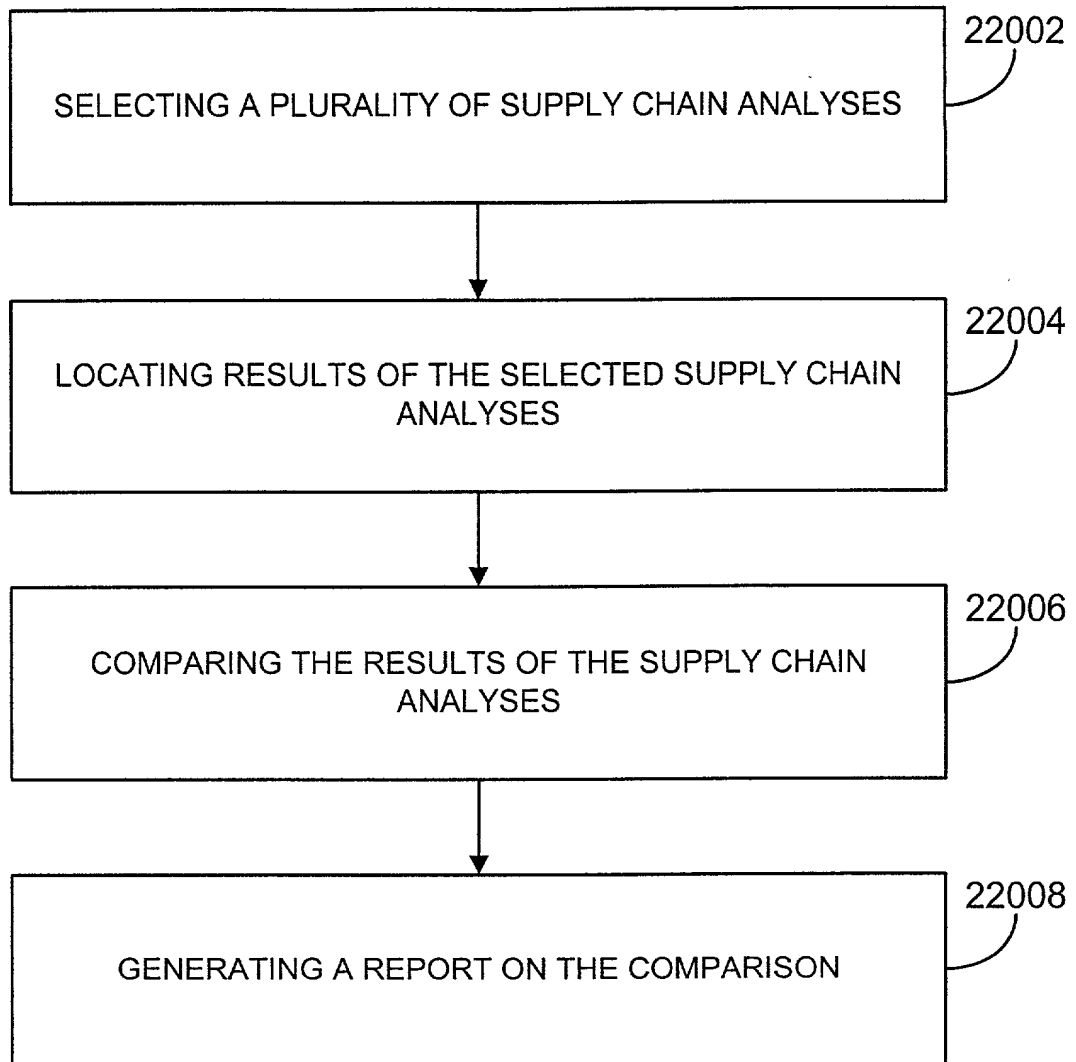 22002
SELECTING A PLURALITY OF SUPPLY CHAIN ANALYSES
22004
LOCATING RESULTS OF THE SELECTED SUPPLY CHAIN
ANALYSES
22006
COMPARING THE RESULTS OF THE SUPPLY CHAIN
ANALYSES
22008
GENERATING A REPORT ON THE COMPARISON